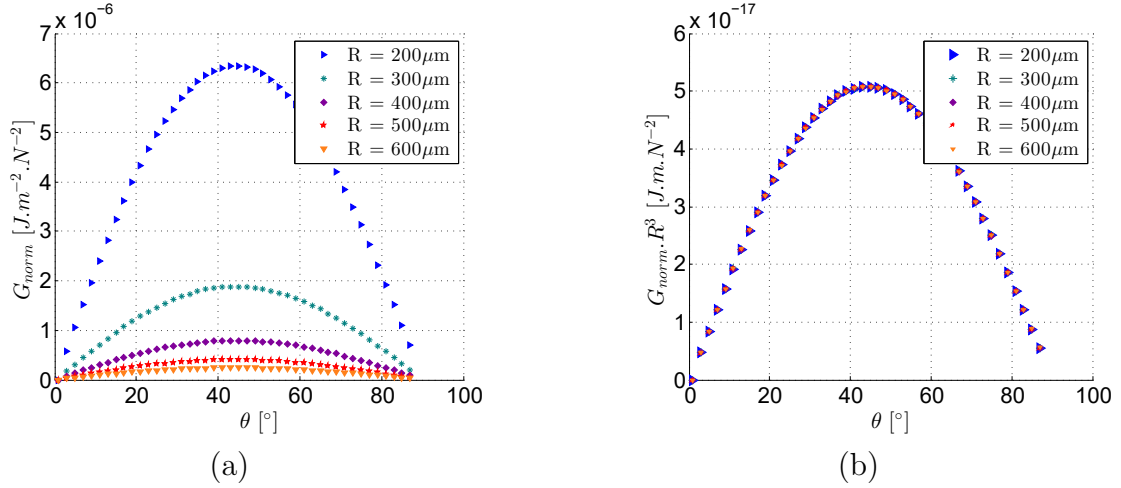 7 x 10⁻⁶
6
5
4
3
2
1
0
0 20 40 60 80 100
G_norm [J.m⁻².N⁻²]
θ [°]
R = 200μm
R = 300μm
R = 400μm
R = 500μm
R = 600μm
(a)
6 x 10⁻¹⁷
5
4
3
2
1
0
0 20 40 60 80 100
G_norm.R³ [J.m.N⁻²]
θ [°]
R = 200μm
R = 300μm
R = 400μm
R = 500μm
R = 600μm
(b)